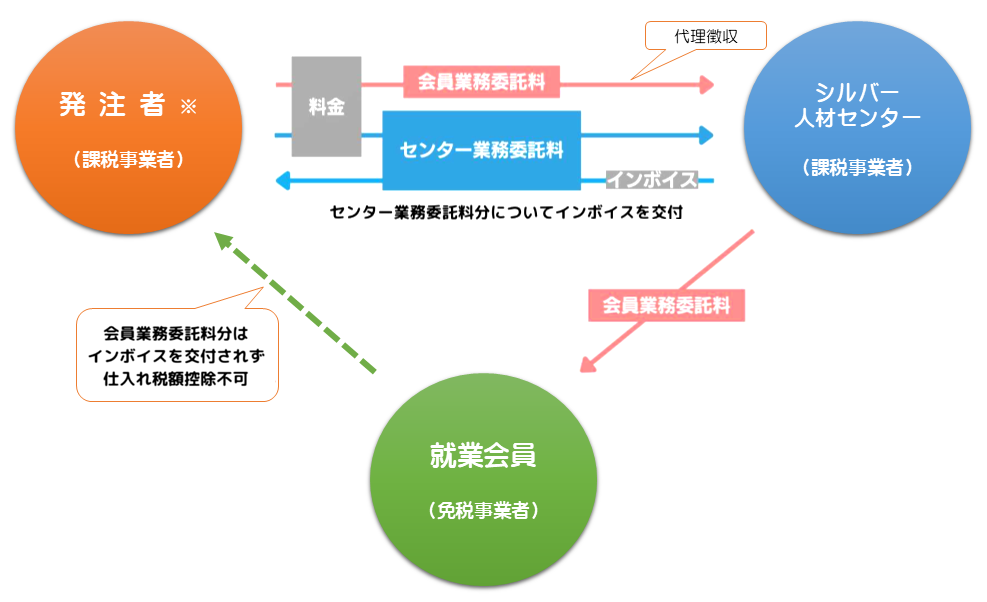 代理徴収
発注者 ※
（課税事業者）
料金
会員業務委託料
センター業務委託料
インボイス
センター業務委託料分についてインボイスを交付
シルバー
人材センター
（課税事業者）
会員業務委託料
会員業務委託料分は
インボイスを交付されず
仕入れ税額控除不可
就業会員
（免税事業者）